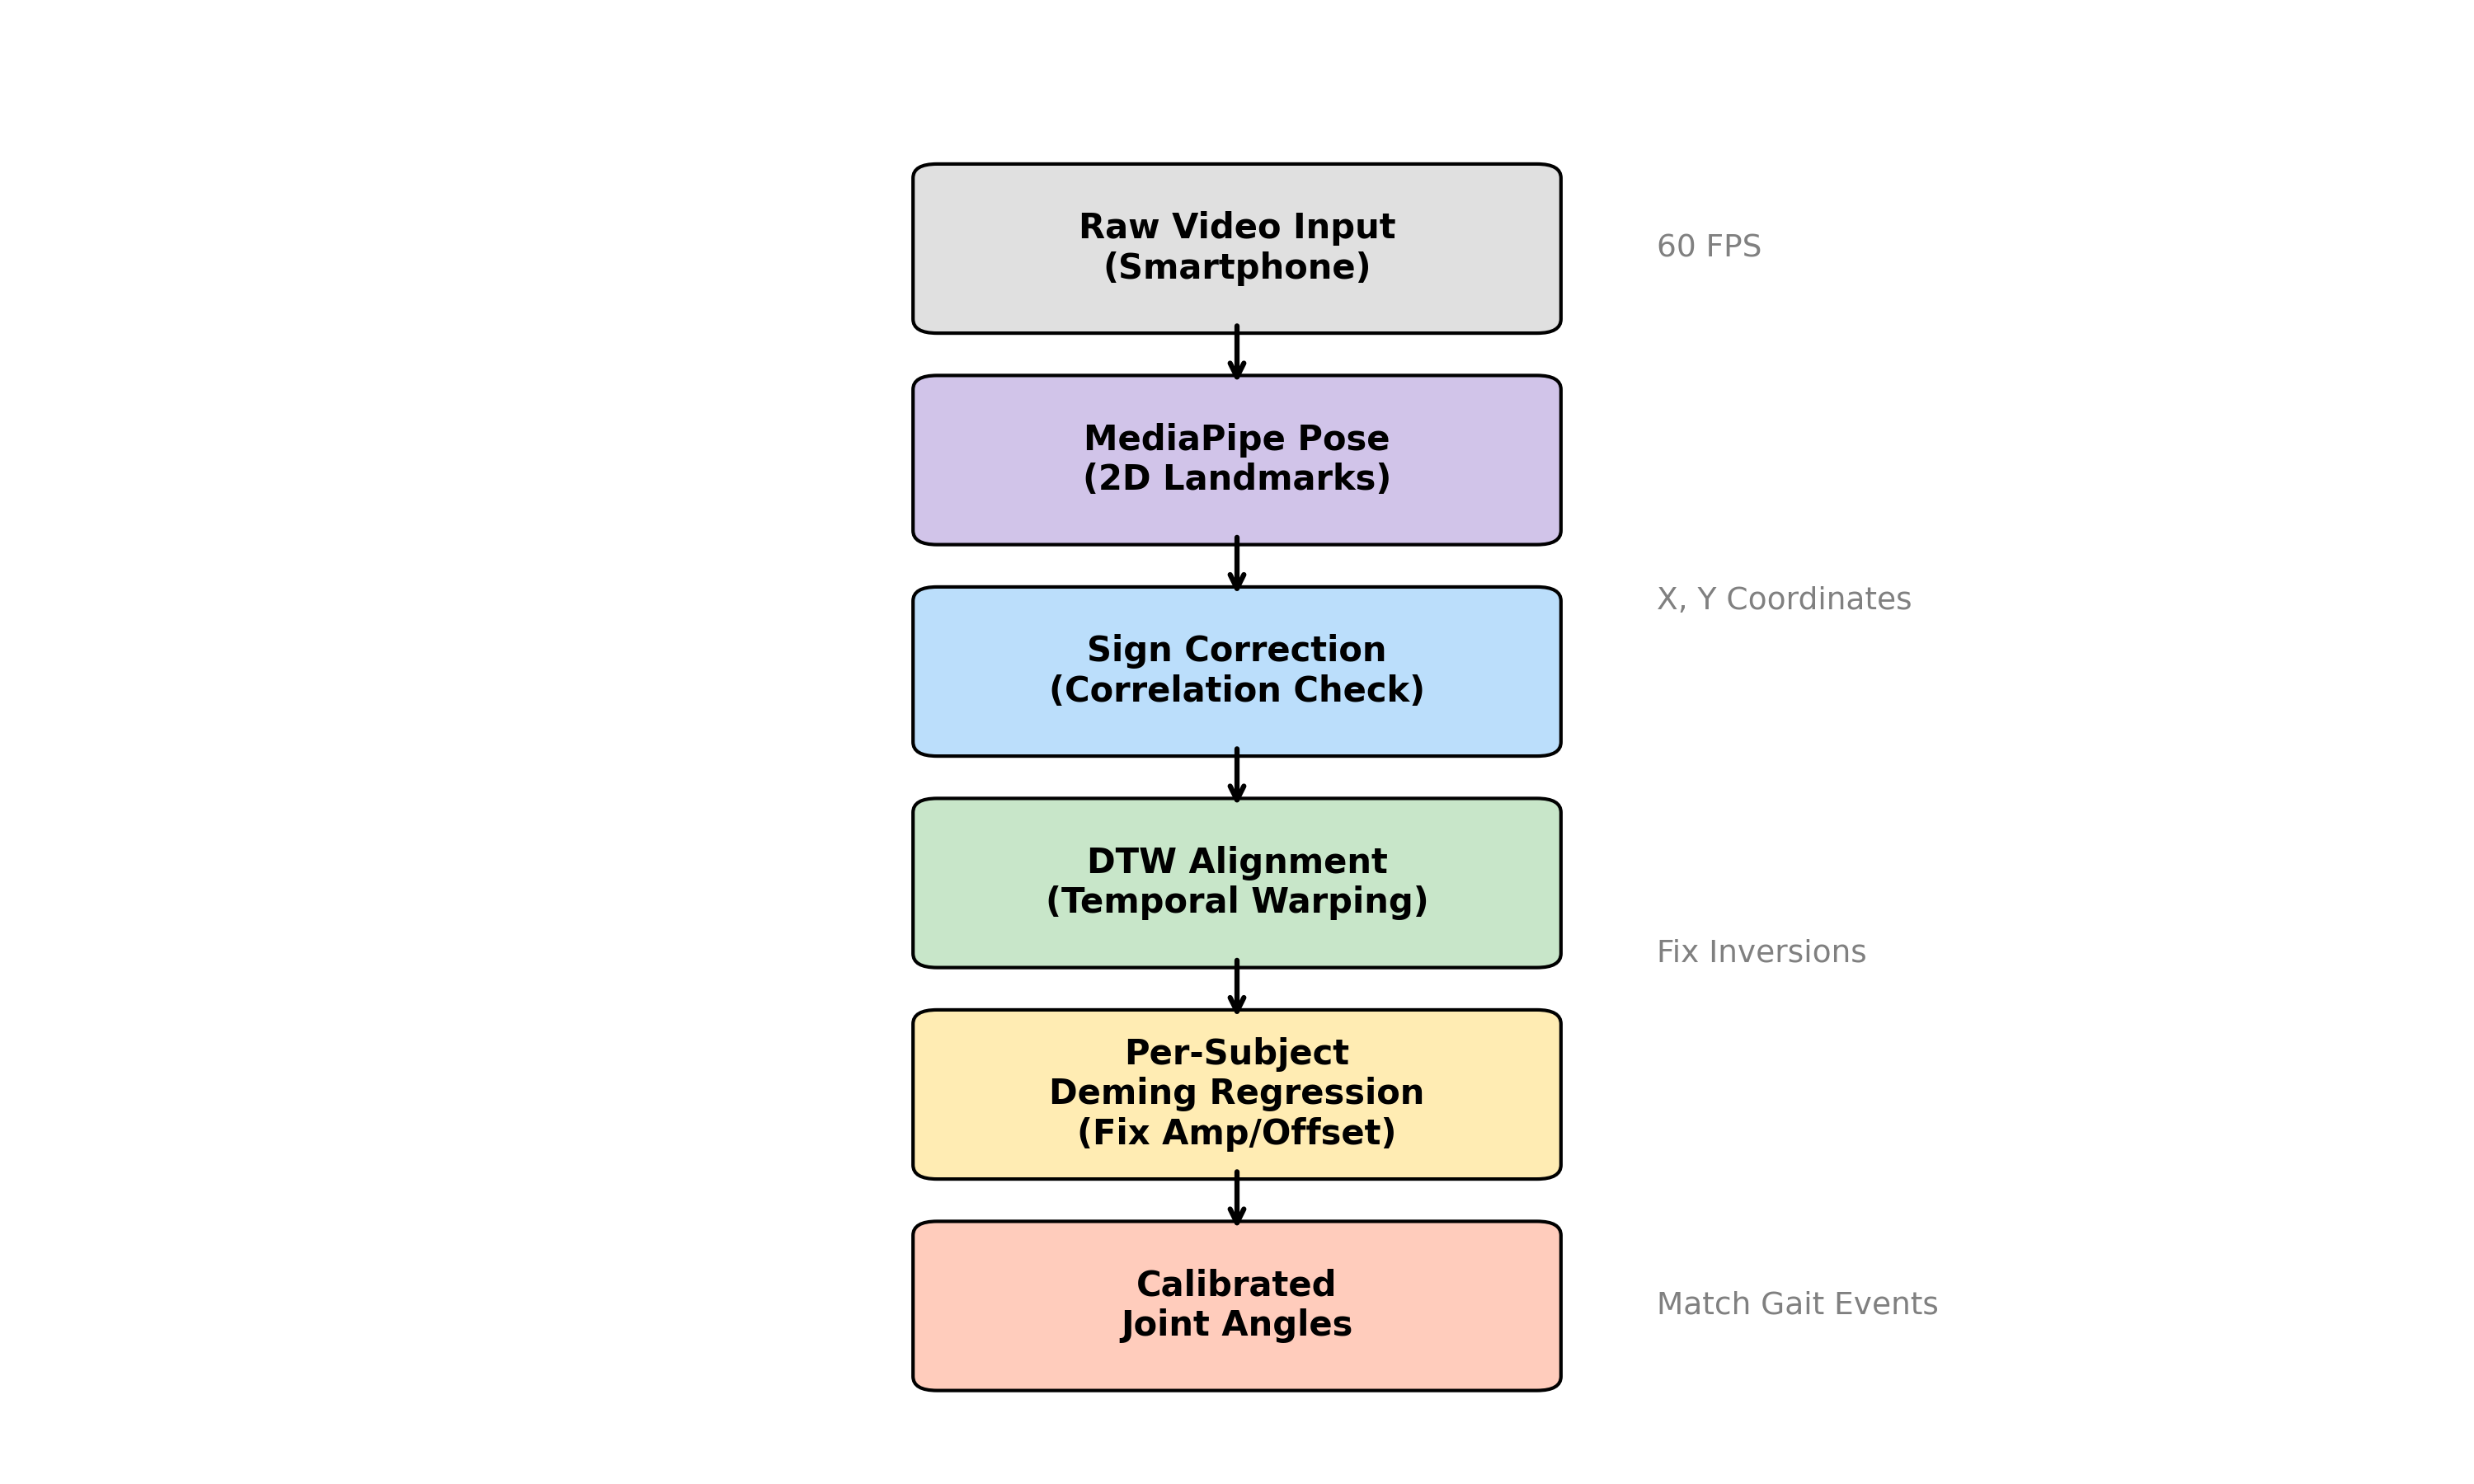 Raw Video Input
(Smartphone)
60 FPS
MediaPipe Pose
(2D Landmarks)
X, Y Coordinates
Sign Correction
(Correlation Check)
DTW Alignment
(Temporal Warping)
Fix Inversions
Per-Subject
Deming Regression
(Fix Amp/Offset)
Calibrated
Joint Angles
Match Gait Events